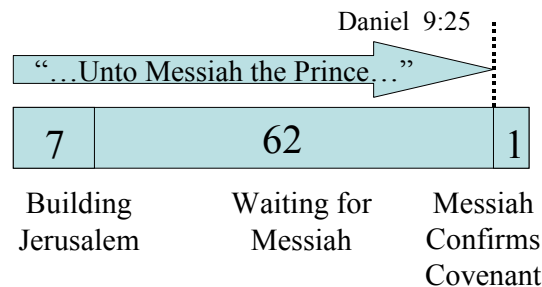 Daniel 9:25
“…Unto Messiah the Prince…”
7 62 1
Building Jerusalem
Waiting for Messiah
Messiah Confirms Covenant